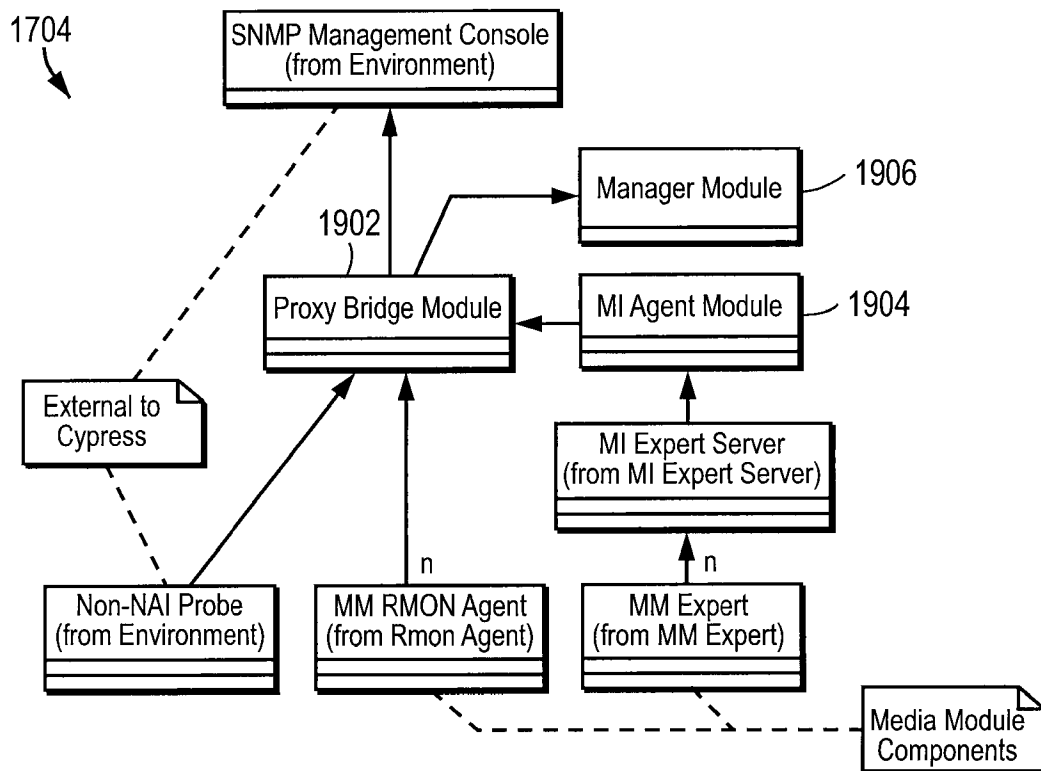 1704
SNMP Management Console
(from Environment)
Manager Module
1906
1902
Proxy Bridge Module
MI Agent Module
1904
External to
Cypress
MI Expert Server
(from MI Expert Server)
n
n
Non-NAI Probe
(from Environment)
MM RMON Agent
(from Rmon Agent)
MM Expert
(from MM Expert)
Media Module
Components